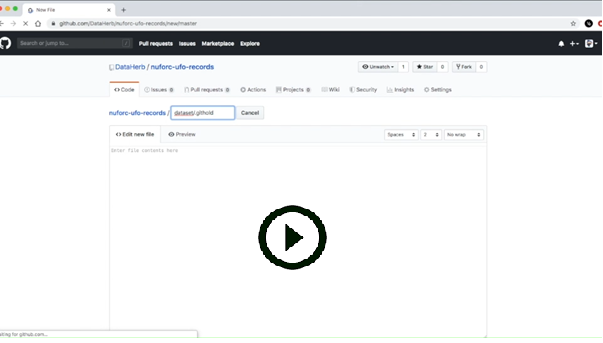 New File
github.com/DataHerb/nuforc-ufo-records/new/master
Search or jump to...
/
Pull requests Issues Marketplace Explore
DataHerb / nuforc-ufo-records
Unwatch 1 Star 0 Fork 0
Code Issues 0 Pull requests 0 Actions Projects 0 Wiki Security Insights Settings
nuforc-ufo-records / dataset/.githold Cancel
Edit new file Preview Spaces 2 No wrap
Enter file contents here
aiting for github.com...